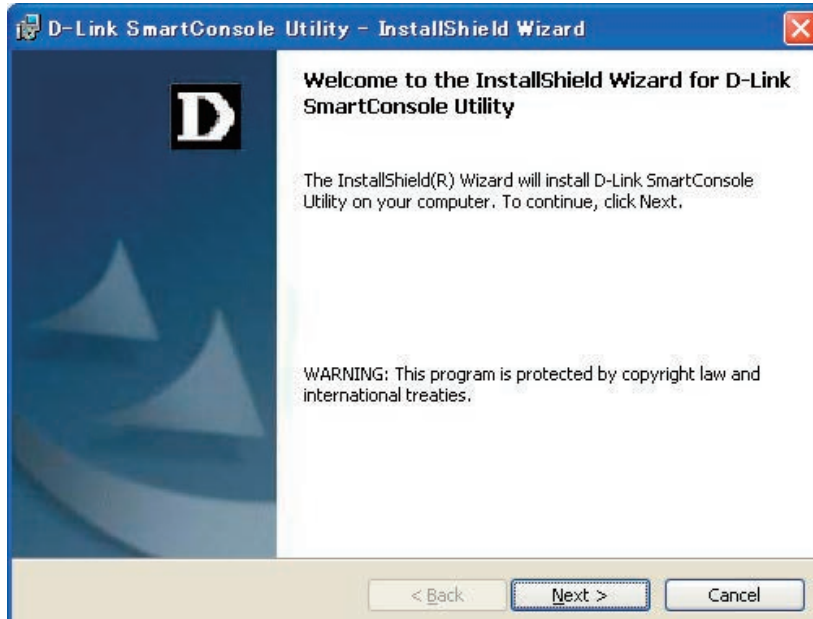 D-Link SmartConsole Utility - InstallShield Wizard
D
Welcome to the InstallShield Wizard for D-Link
SmartConsole Utility
The InstallShield(R) Wizard will install D-Link SmartConsole
Utility on your computer. To continue, click Next.
WARNING: This program is protected by copyright law and
international treaties.
< Back
Next >
Cancel